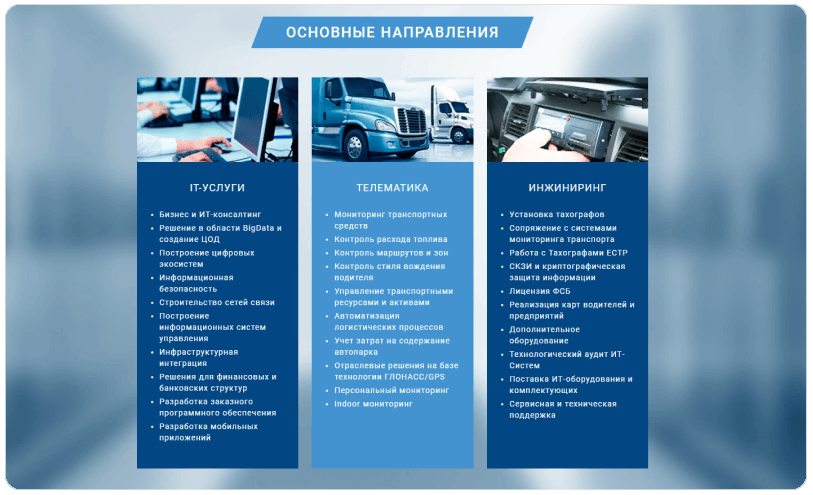 ОСНОВНЫЕ НАПРАВЛЕНИЯ
IT-УСЛУГИ
• Бизнес и ИТ-консалтинг
• Решение в области BigData и
создание ЦОД
• Построение цифровых
экосистем
• Информационная
безопасность
• Строительство сетей связи
• Построение
информационных систем
управления
• Инфраструктурная
интеграция
• Решения для финансовых и
банковских структур
• Разработка заказного
программного обеспечения
• Разработка мобильных
приложений
ТЕЛЕМАТИКА
• Мониторинг транспортных
средств
• Контроль расхода топлива
• Контроль маршрутов и зон
• Контроль стиля вождения
водителя
• Управление транспортными
ресурсами и активами
• Автоматизация
логистических процессов
• Учет затрат на содержание
автопарка
• Отраслевые решения на базе
технологии ГЛОНАСС/GPS
• Персональный мониторинг
• Indoor мониторинг
ИНЖИНИРИНГ
• Установка тахографов
• Сопряжение с системами
мониторинга транспорта
• Работа с Тахографами ЕСТР
• СКЗИ и криптографическая
защита информации
• Лицензия ФСБ
• Реализация карт водителей и
предприятий
• Дополнительное
оборудование
• Технологический аудит ИТ-
Систем
• Поставка ИТ-оборудования и
комплектующих
• Сервисная и техническая
поддержка